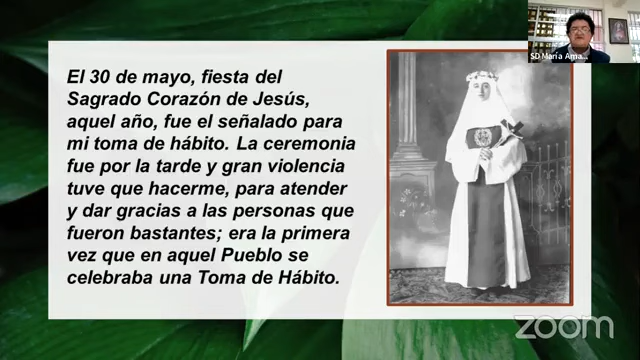 El 30 de mayo, fiesta del
Sagrado Corazón de Jesús,
aquel año, fue el señalado para
mi toma de hábito. La ceremonia
fue por la tarde y gran violencia
tuve que hacerme, para atender
y dar gracias a las personas que
fueron bastantes; era la primera
vez que en aquel Pueblo se
celebraba una Toma de Hábito.
SD María Ama...
zoom